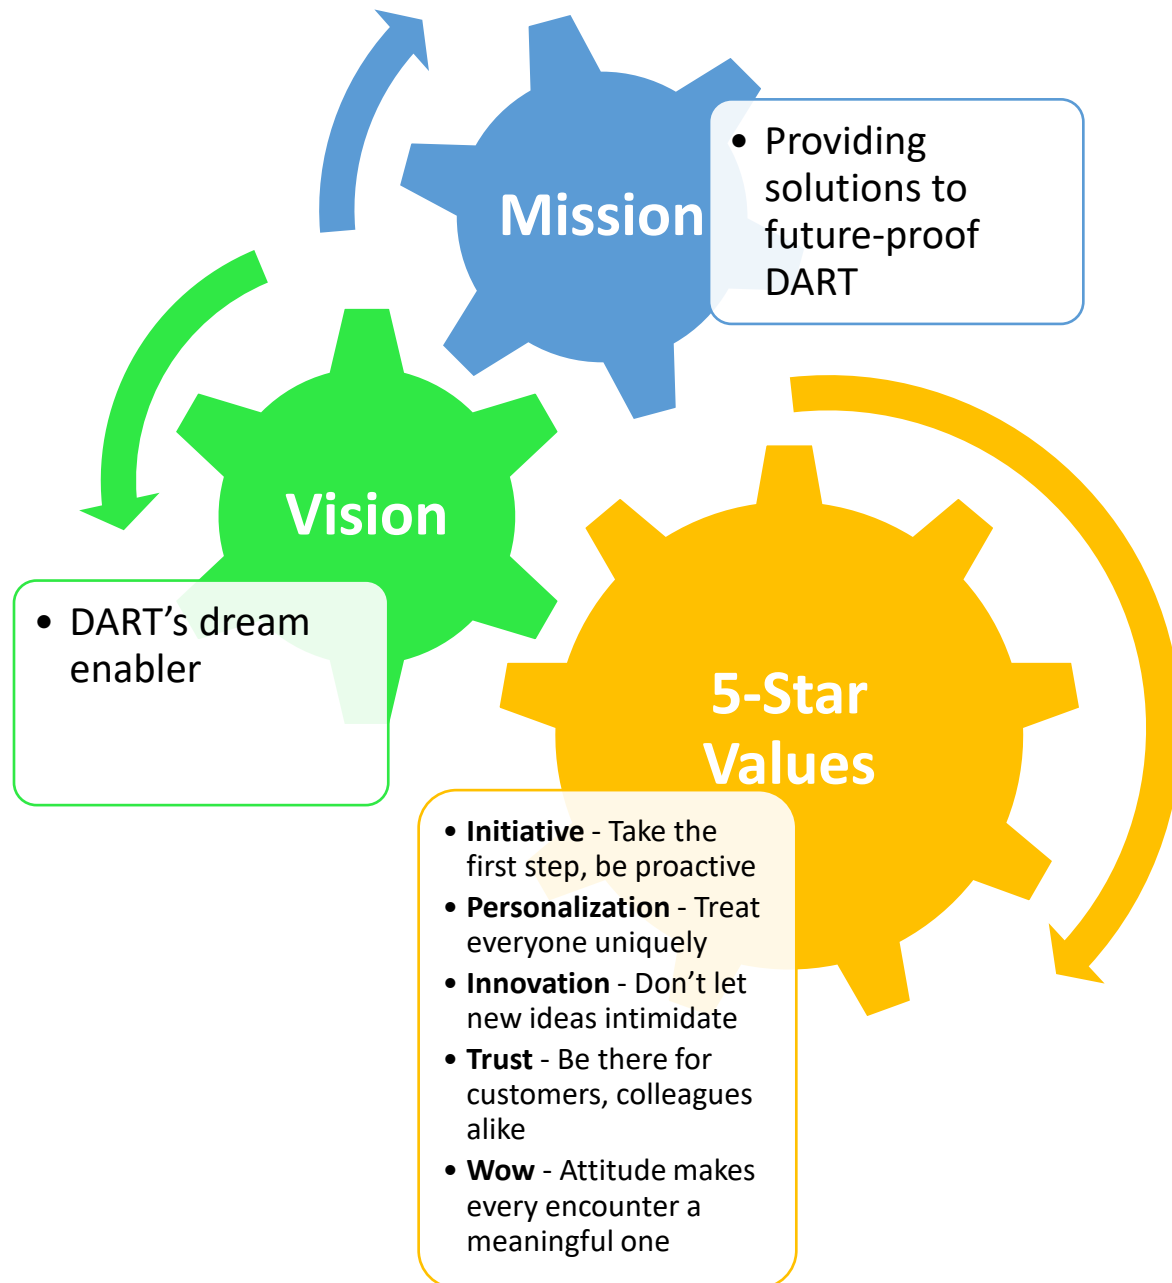 Mission
• Providing
solutions to
future-proof
DART
Vision
• DART’s dream
enabler
5-Star
Values
• Initiative - Take the
first step, be proactive
• Personalization - Treat
everyone uniquely
• Innovation - Don’t let
new ideas intimidate
• Trust - Be there for
customers, colleagues
alike
• Wow - Attitude makes
every encounter a
meaningful one